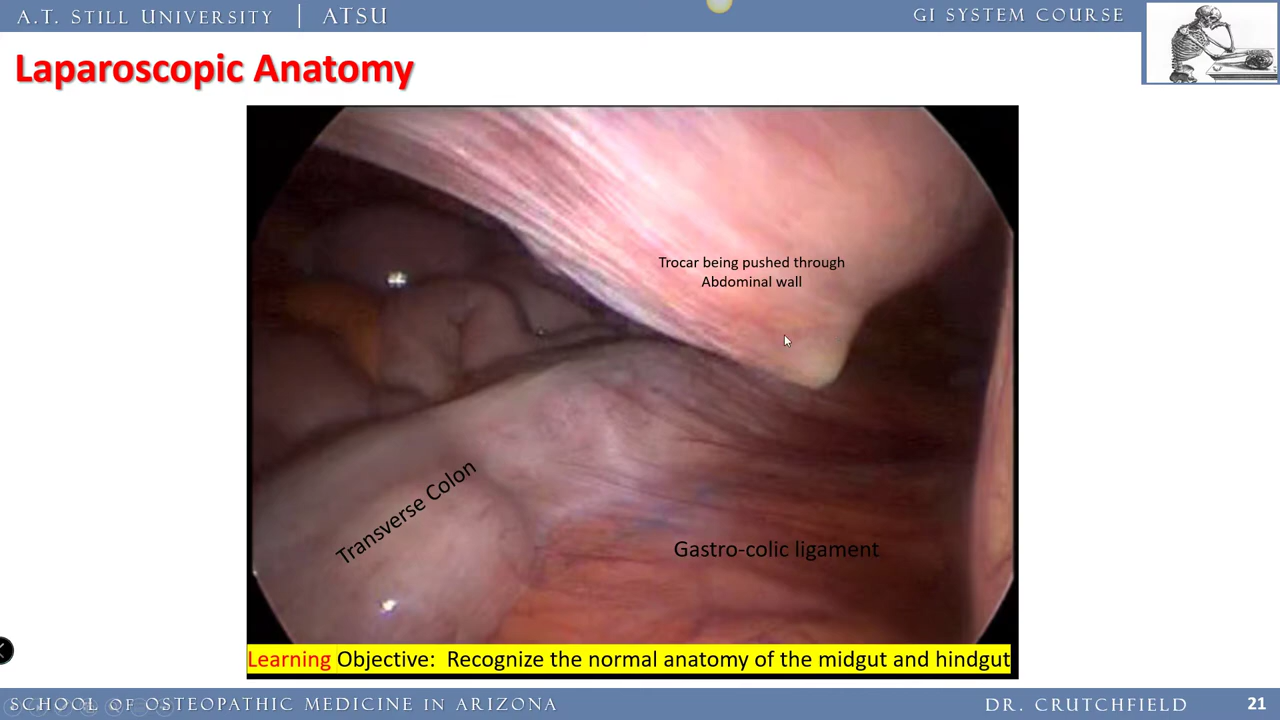 A.T. STILL UNIVERSITY | ATSU
GI SYSTEM COURSE
Laparoscopic Anatomy
Trocar being pushed through
Abdominal wall
Transverse Colon
Gastro-colic ligament
Learning Objective: Recognize the normal anatomy of the midgut and hindgut
SCHOOL OF OSTEOPATHIC MEDICINE IN ARIZONA
DR. CRUTCHFIELD
21